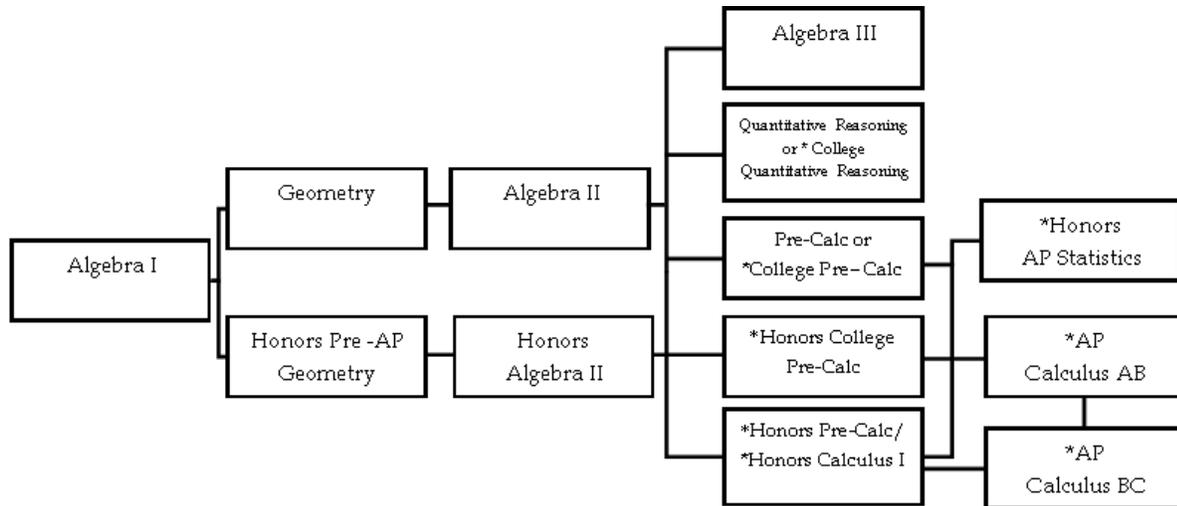 Algebra I
Geometry
Honors Pre -AP
Geometry
Algebra II
Honors
Algebra II
Algebra III
Quantitative Reasoning
or * College
Quantitative Reasoning
Pre-Calc or
*College Pre-Calc
*Honors College
Pre-Calc
*Honors Pre-Calc/
*Honors Calculus I
*Honors
AP Statistics
*AP
Calculus AB
*AP
Calculus BC